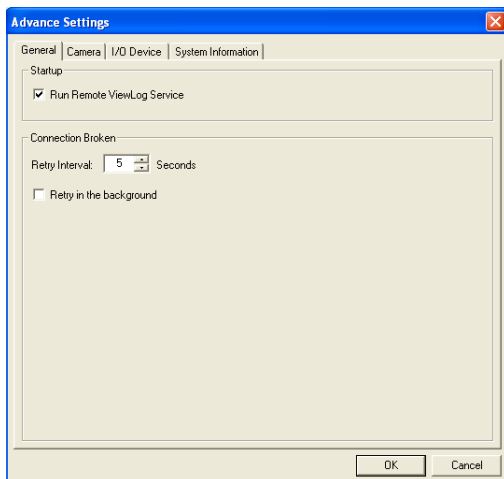 Advance Settings
General Camera I/O Device System Information
Startup
Run Remote ViewLog Service
Connection Broken
Retry Interval: 5 Seconds
Retry in the background
OK Cancel